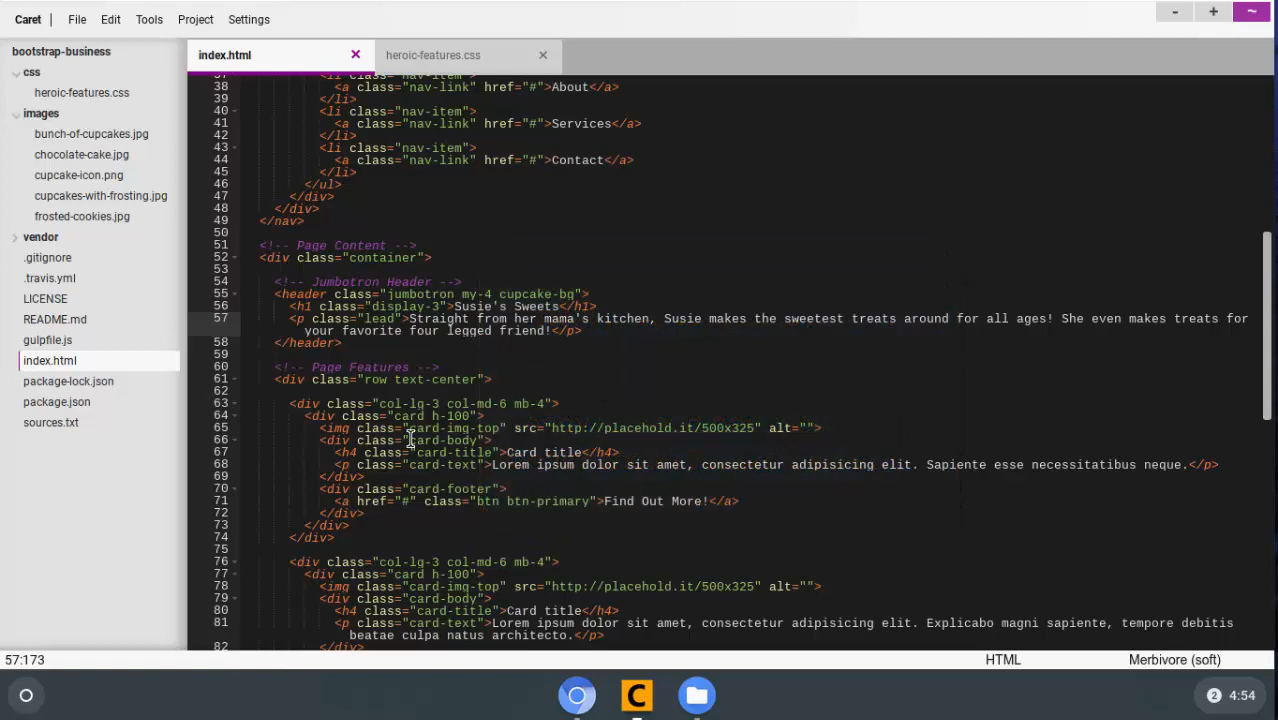 Caret | File Edit Tools Project Settings - + ~
bootstrap-business
css
heroic-features.css
images
bunch-of-cupcakes.jpg
chocolate-cake.jpg
cupcake-icon.png
cupcakes-with-frosting.jpg
frosted-cookies.jpg
vendor
.gitignore
.travis.yml
LICENSE
README.md
gulpfile.js
index.html
package-lock.json
package.json
sources.txt
index.html × heroic-features.css ×
37 <li class="nav-item">
38 <a class="nav-link" href="#">About</a>
39 </li>
40 <li class="nav-item">
41 <a class="nav-link" href="#">Services</a>
42 </li>
43 <li class="nav-item">
44 <a class="nav-link" href="#">Contact</a>
45 </li>
46 </ul>
47 </div>
48 </div>
49 </nav>
50
51 <!-- Page Content -->
52 <div class="container">
53
54 <!-- Jumbotron Header -->
55 <header class="jumbotron my-4 cupcake-bg">
56 <h1 class="display-3">Susie's Sweets</h1>
57 <p class="lead">Straight from her mama's kitchen, Susie makes the sweetest treats around for all ages! She even makes treats for
your favorite four legged friend!</p>
58 </header>
59
60 <!-- Page Features -->
61 <div class="row text-center">
62
63 <div class="col-lg-3 col-md-6 mb-4">
64 <div class="card h-100">
65 <img class="card-img-top" src="http://placehold.it/500x325" alt="">
66 <div class="card-body">
67 <h4 class="card-title">Card title</h4>
68 <p class="card-text">Lorem ipsum dolor sit amet, consectetur adipisicing elit. Sapiente esse necessitatibus neque.</p>
69 </div>
70 <div class="card-footer">
71 <a href="#" class="btn btn-primary">Find Out More!</a>
72 </div>
73 </div>
74 </div>
75
76 <div class="col-lg-3 col-md-6 mb-4">
77 <div class="card h-100">
78 <img class="card-img-top" src="http://placehold.it/500x325" alt="">
79 <div class="card-body">
80 <h4 class="card-title">Card title</h4>
81 <p class="card-text">Lorem ipsum dolor sit amet, consectetur adipisicing elit. Explicabo magni sapiente, tempore debitis
beatae culpa natus architecto.</p>
82 </div>
57:173 HTML Merbivore (soft)
C 2 4:54